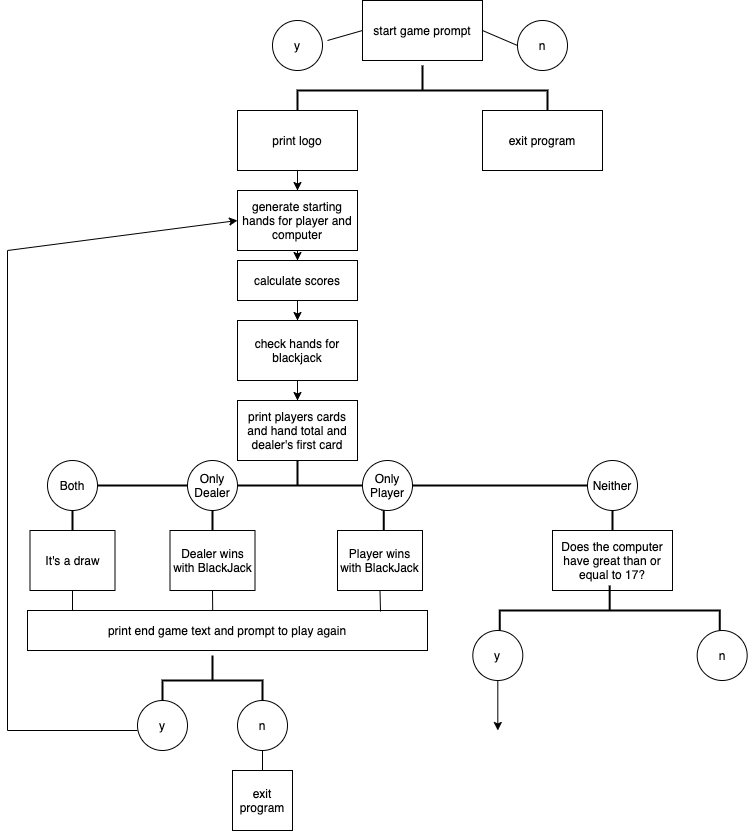 start game prompt
y
n
print logo
exit program
generate starting
hands for player and
computer
calculate scores
check hands for
blackjack
print players cards
and hand total and
dealer's first card
Both
Only
Dealer
Only
Player
Neither
It's a draw
Dealer wins
with BlackJack
Player wins
with BlackJack
Does the computer
have great than or
equal to 17?
print end game text and prompt to play again
y
n
y
n
exit
program